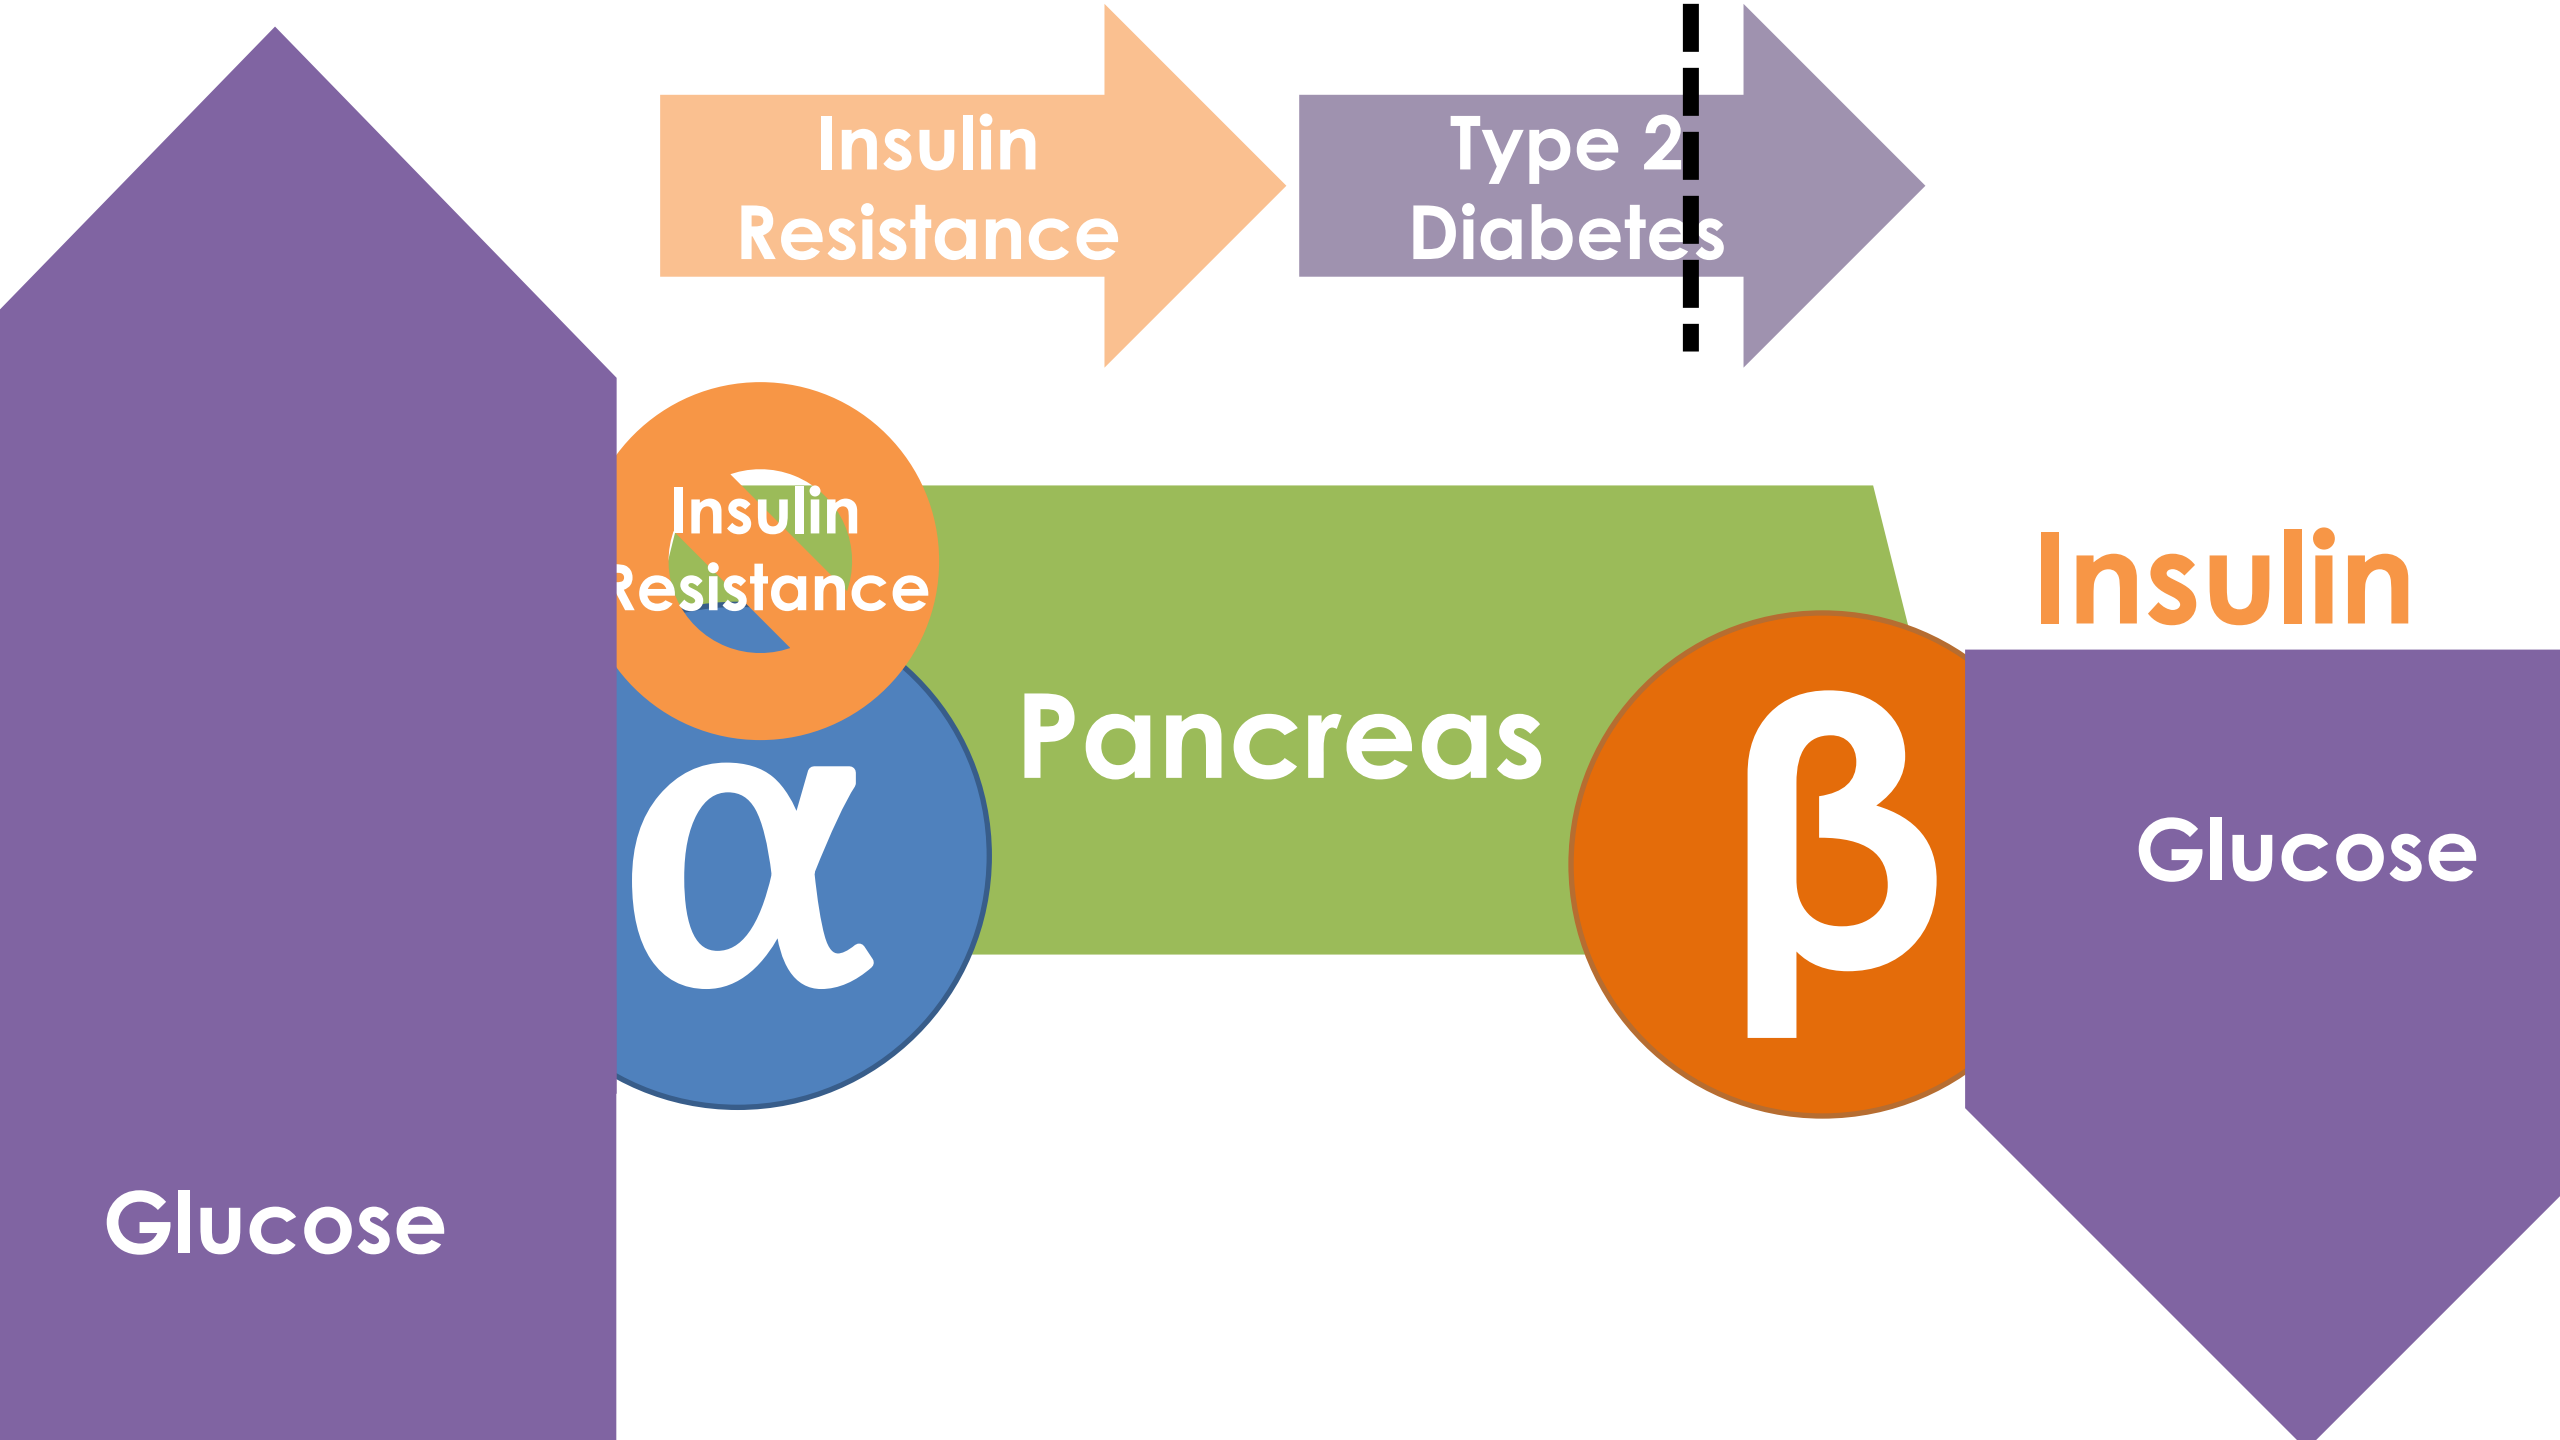 Insulin
Resistance
Type 2
Diabetes
Insulin
Resistance
Insulin
Pancreas
α
β
Glucose
Glucose